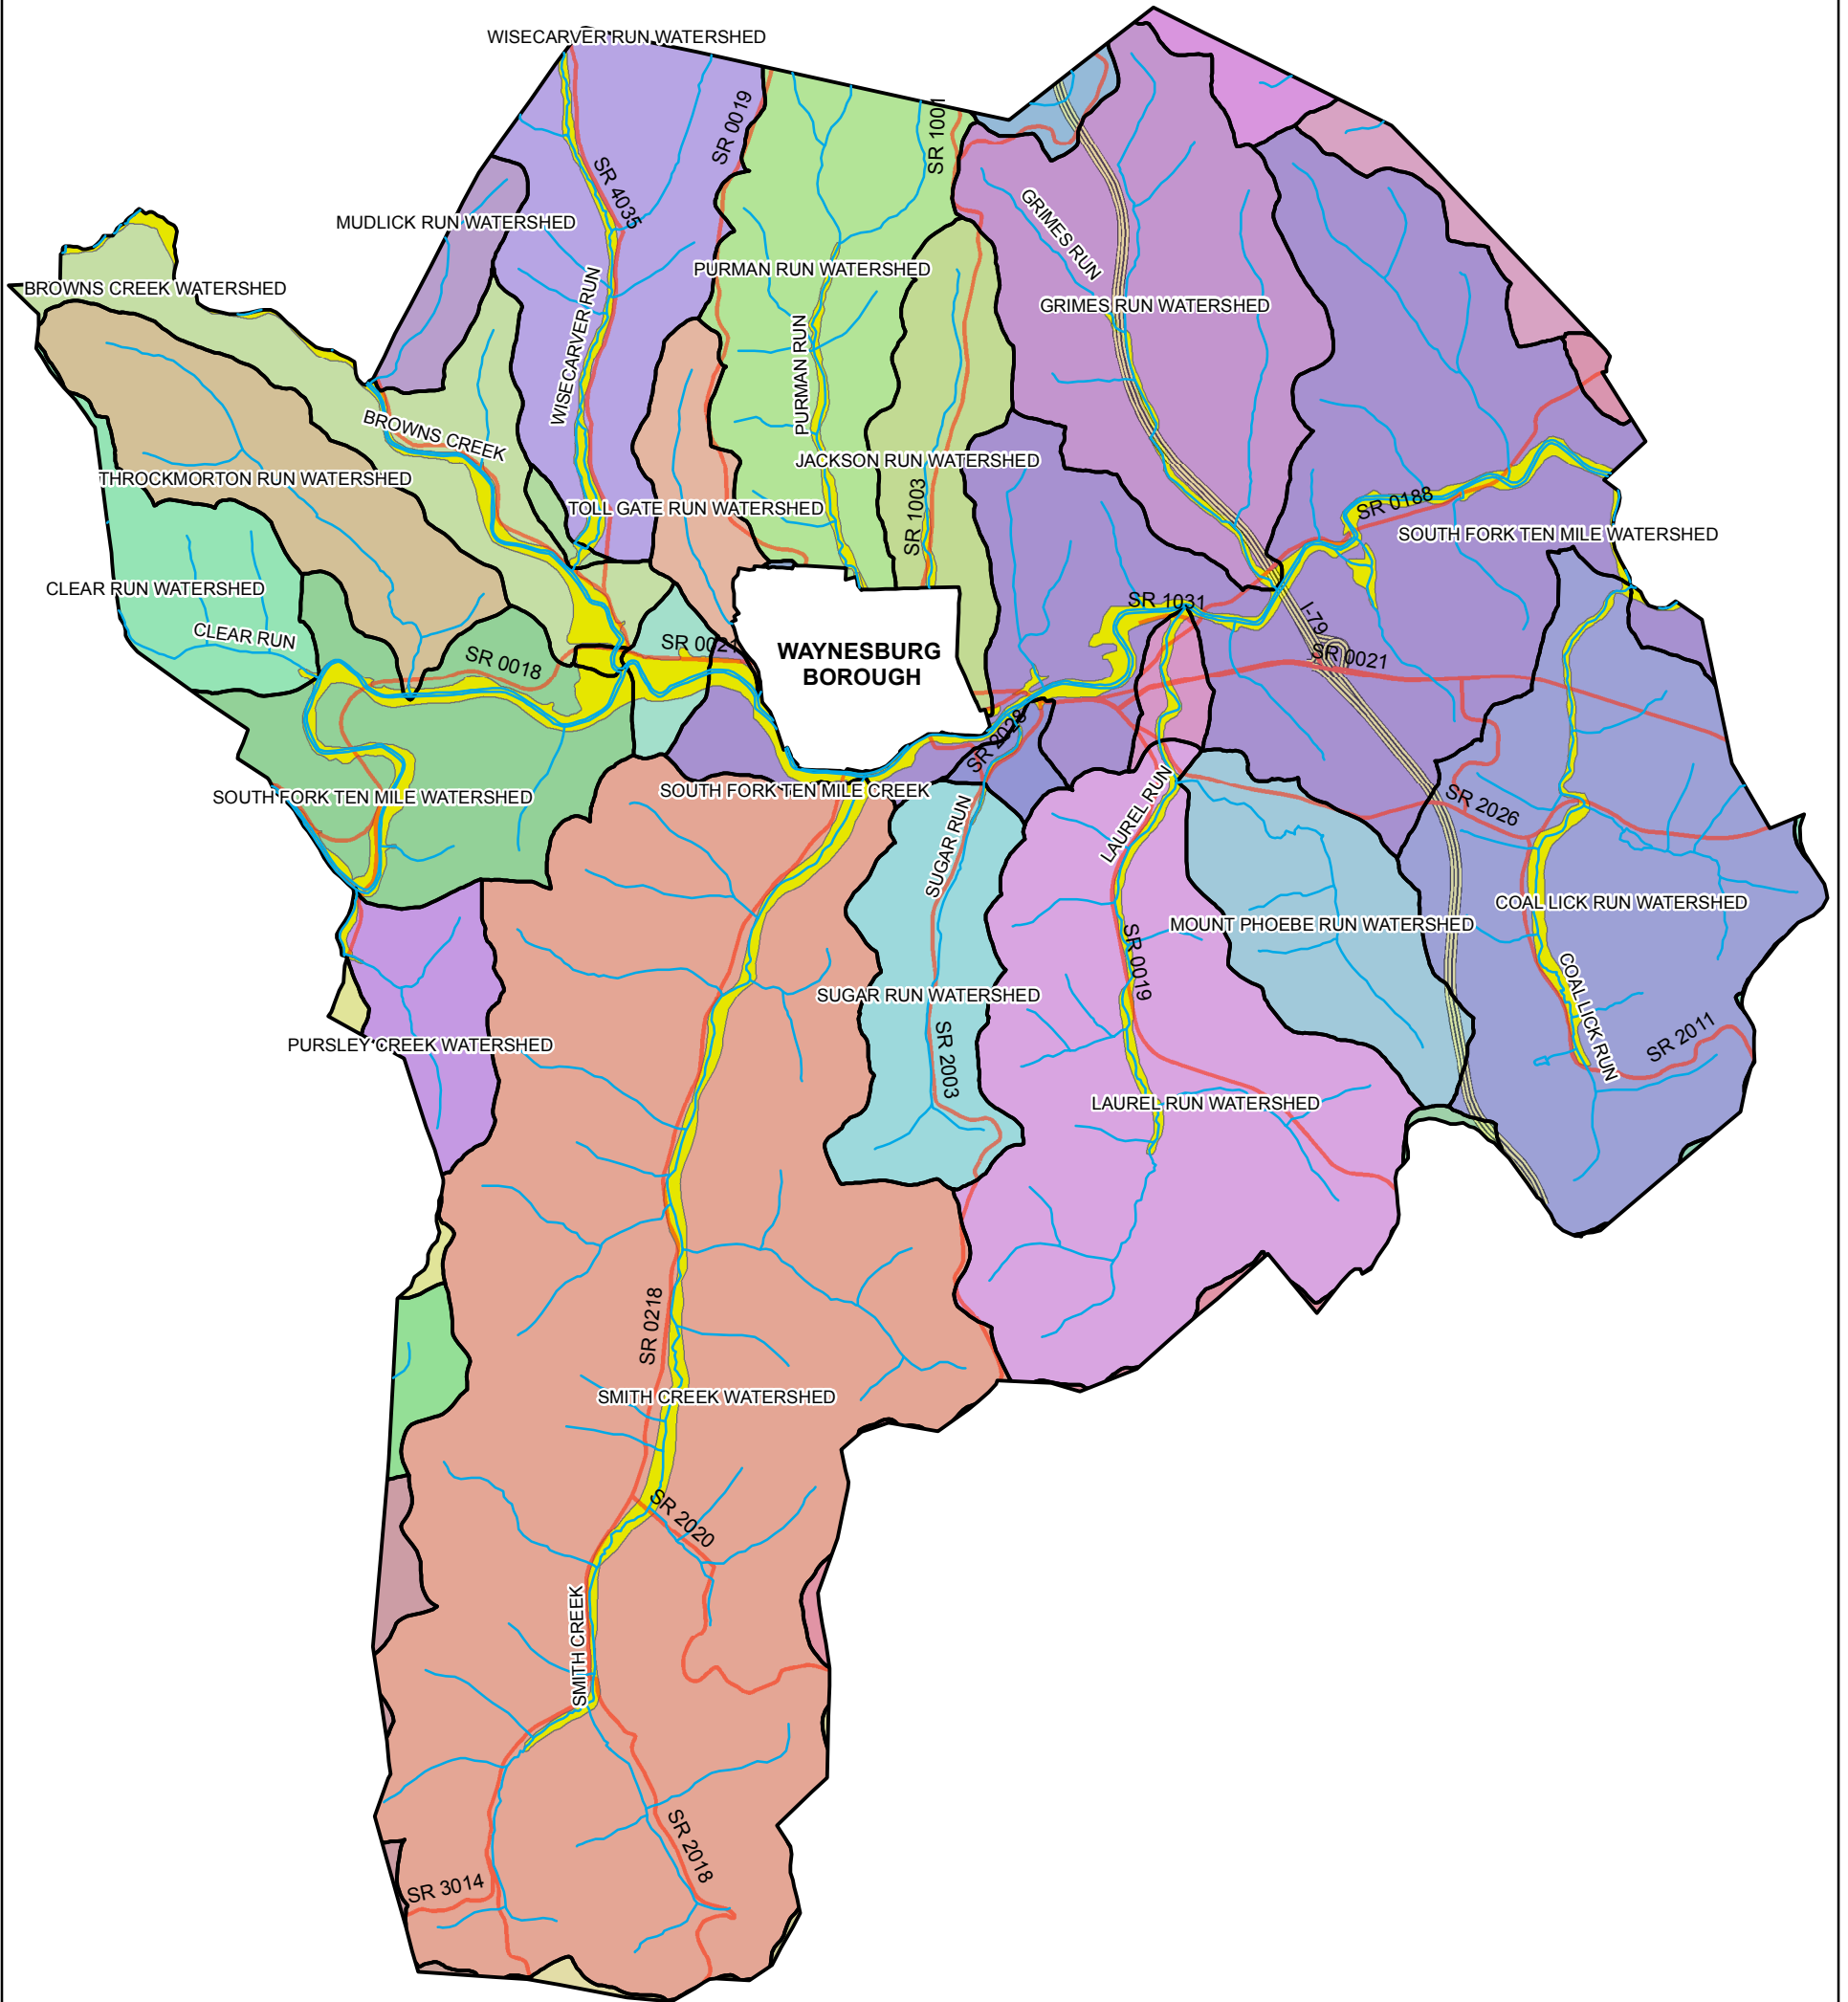 WISECARVER RUN WATERSHED
SR 0019
SR 1001
SR 4035
MUDLICK RUN WATERSHED
GRIMES RUN
PURMAN RUN WATERSHED
BROWNS CREEK WATERSHED
GRIMES RUN WATERSHED
WISECARVER RUN
PURMAN RUN
BROWNS CREEK
JACKSON RUN WATERSHED
THROCKMORTON RUN WATERSHED
TOLL GATE RUN WATERSHED
SR 1003
SR 0188
SOUTH FORK TEN MILE WATERSHED
CLEAR RUN WATERSHED
SR 1031
I-79
CLEAR RUN
SR 0021
SR 0018
WAYNESBURG
BOROUGH
SR 0021
SR 2028
SOUTH FORK TEN MILE WATERSHED
SOUTH FORK TEN MILE CREEK
SR 2026
LAUREL RUN
SUGAR RUN
COAL LICK RUN WATERSHED
MOUNT PHOEBE RUN WATERSHED
SR 0019
SUGAR RUN WATERSHED
COAL LICK RUN
SR 2011
PURSLEY CREEK WATERSHED
SR 2003
LAUREL RUN WATERSHED
SR 0218
SMITH CREEK WATERSHED
SR 2020
SMITH CREEK
SR 2018
SR 3014